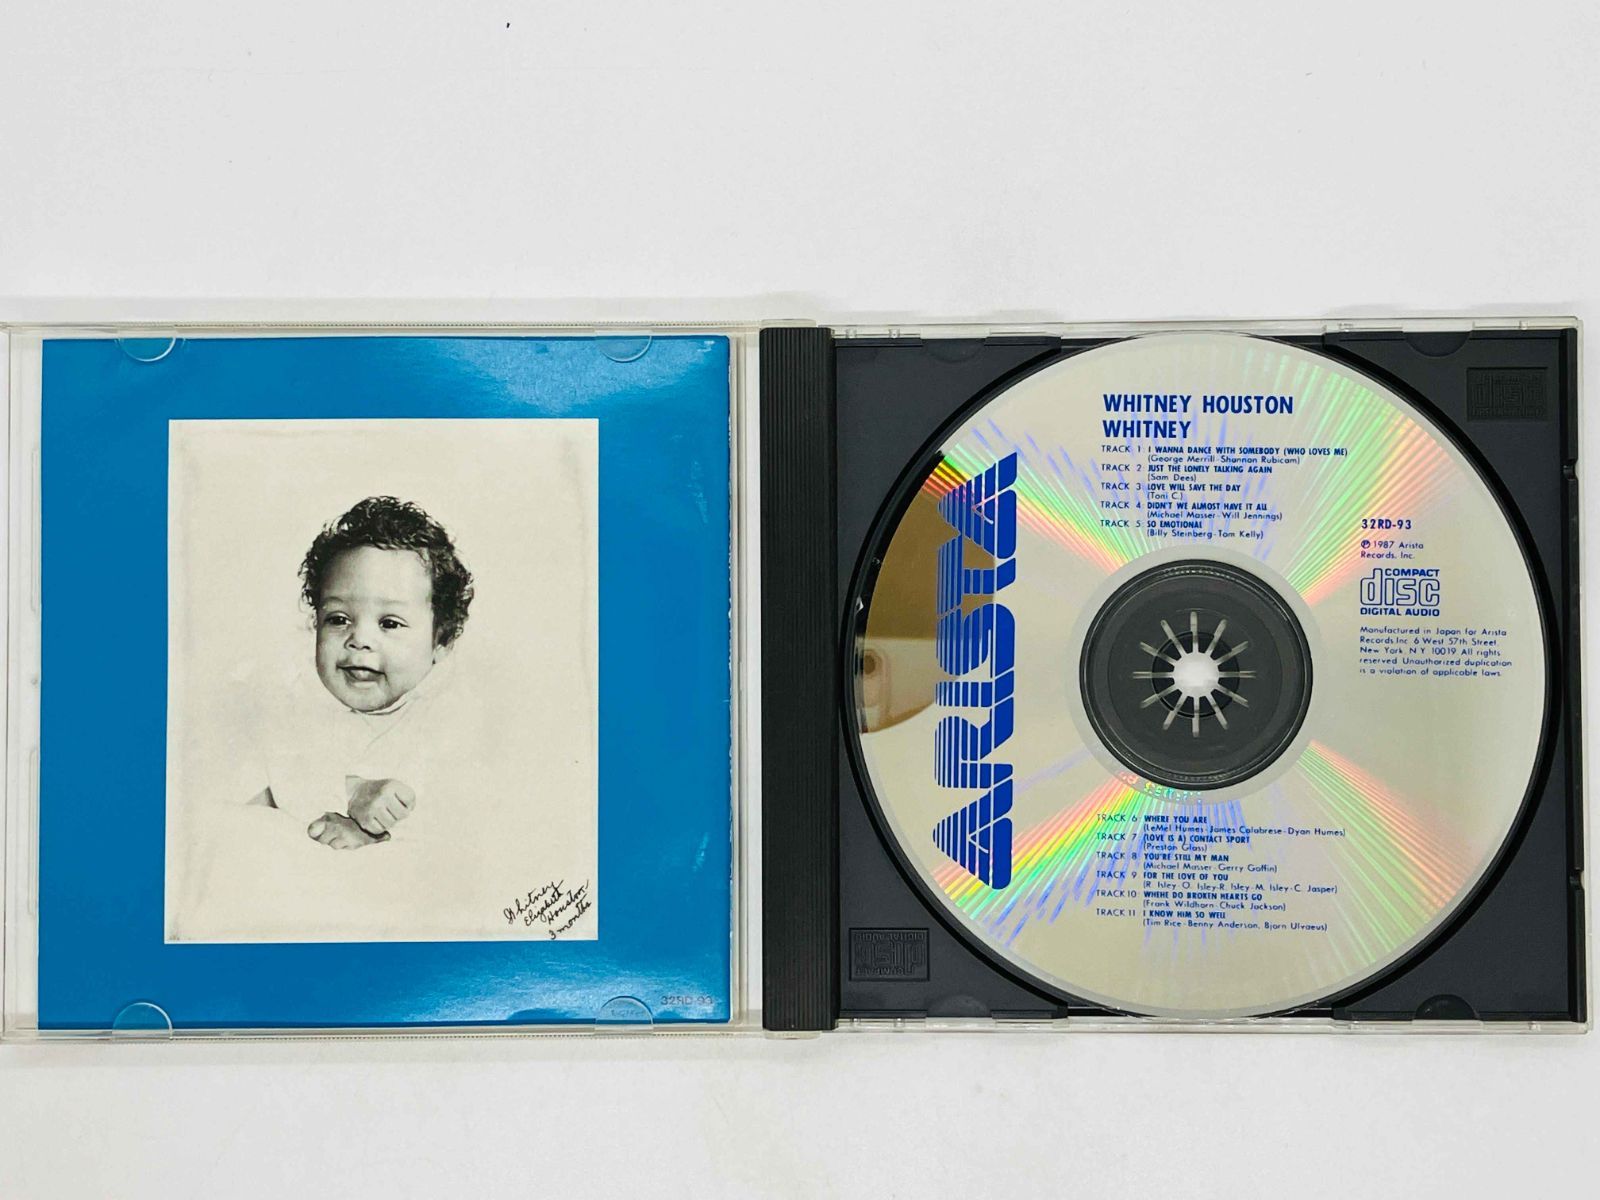 Whitney
Elizabeth
Houston
3 months
32RD-93
ARISTA
WHITNEY HOUSTON
WHITNEY
TRACK 1: I WANNA DANCE WITH SOMEBODY (WHO LOVES ME)
(George Merrill-Shannon Rubicam)
TRACK 2: JUST THE LONELY TALKING AGAIN
(Sam Dees)
TRACK 3: LOVE WILL SAVE THE DAY
(Toni C.)
TRACK 4: DIDN'T WE ALMOST HAVE IT ALL
(Michael Masser-Will Jennings)
TRACK 5: SO EMOTIONAL
(Billy Steinberg-Tom Kelly)
32RD-93
Ⓟ 1987 Arista
Records, Inc.
COMPACT
disc
DIGITAL AUDIO
Manufactured in Japan for Arista
Records, Inc. 6 West 57th Street,
New York, N.Y. 10019. All rights
reserved. Unauthorized duplication
is a violation of applicable laws.
TRACK 6: WHERE YOU ARE
(LeMel Humes-James Calabrese-Dyan Humes)
TRACK 7: (LOVE IS A) CONTACT SPORT
(Preston Glass)
TRACK 8: YOU'RE STILL MY MAN
(Michael Masser-Gerry Goffin)
TRACK 9: FOR THE LOVE OF YOU
(R. Isley-O. Isley-R. Isley-M. Isley-C. Jasper)
TRACK 10: WHERE DO BROKEN HEARTS GO
(Frank Wildhorn-Chuck Jackson)
TRACK 11: I KNOW HIM SO WELL
(Tim Rice-Benny Anderson, Bjorn Ulvaeus)
COMPACT
disc
DIGITAL AUDIO